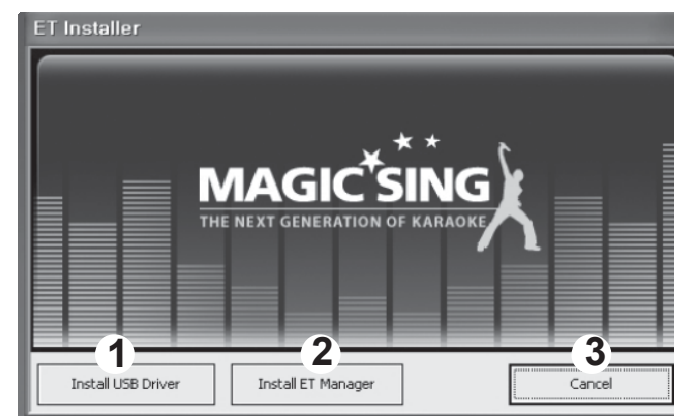 ET Installer
MAGIC SING
THE NEXT GENERATION OF KARAOKE
1 2 3
Install USB Driver Install ET Manager Cancel